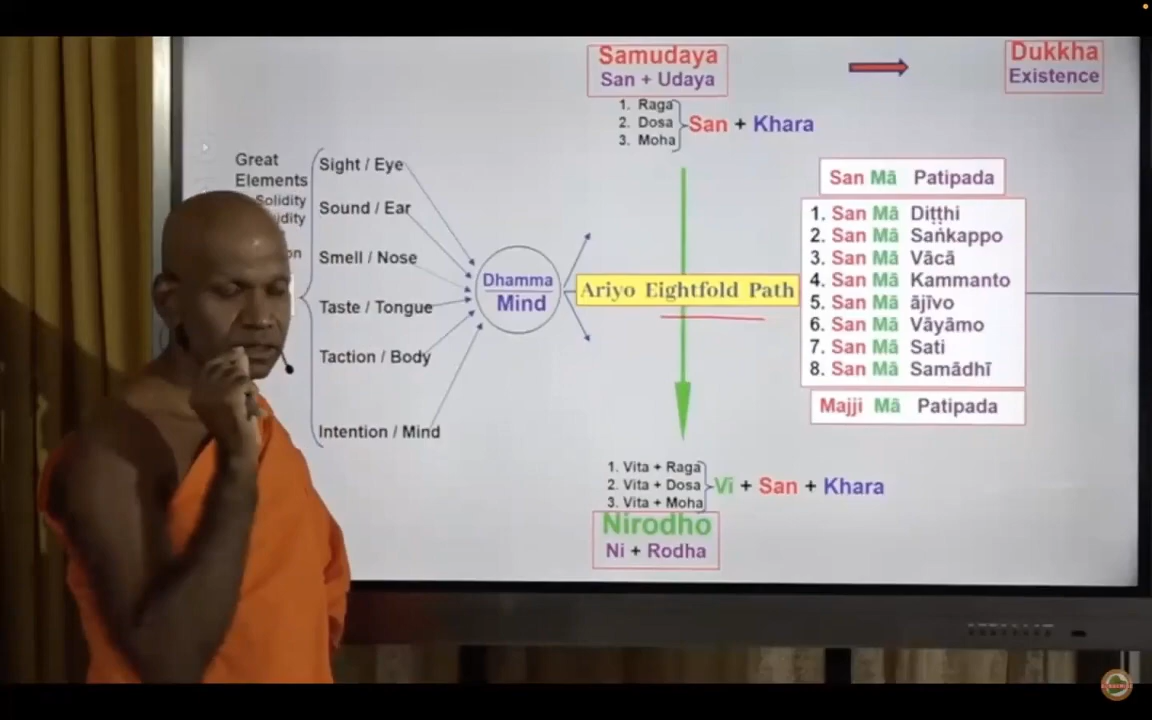 Samudaya
San + Udaya
Dukkha
Existence
1. Raga
2. Dosa
3. Moha
San + Khara
Great
Elements
Solidity
Sight / Eye
Sound / Ear
Smell / Nose
Taste / Tongue
Taction / Body
Intention / Mind
Dhamma
Mind
Ariyo Eightfold Path
San Mā Patipada
1. San Mā Diṭṭhi
2. San Mā Saṅkappo
3. San Mā Vācā
4. San Mā Kammanto
5. San Mā ājīvo
6. San Mā Vāyāmo
7. San Mā Sati
8. San Mā Samādhī
Majji Mā Patipada
1. Vita + Raga
2. Vita + Dosa
3. Vita + Moha
Vi + San + Khara
Nirodho
Ni + Rodha